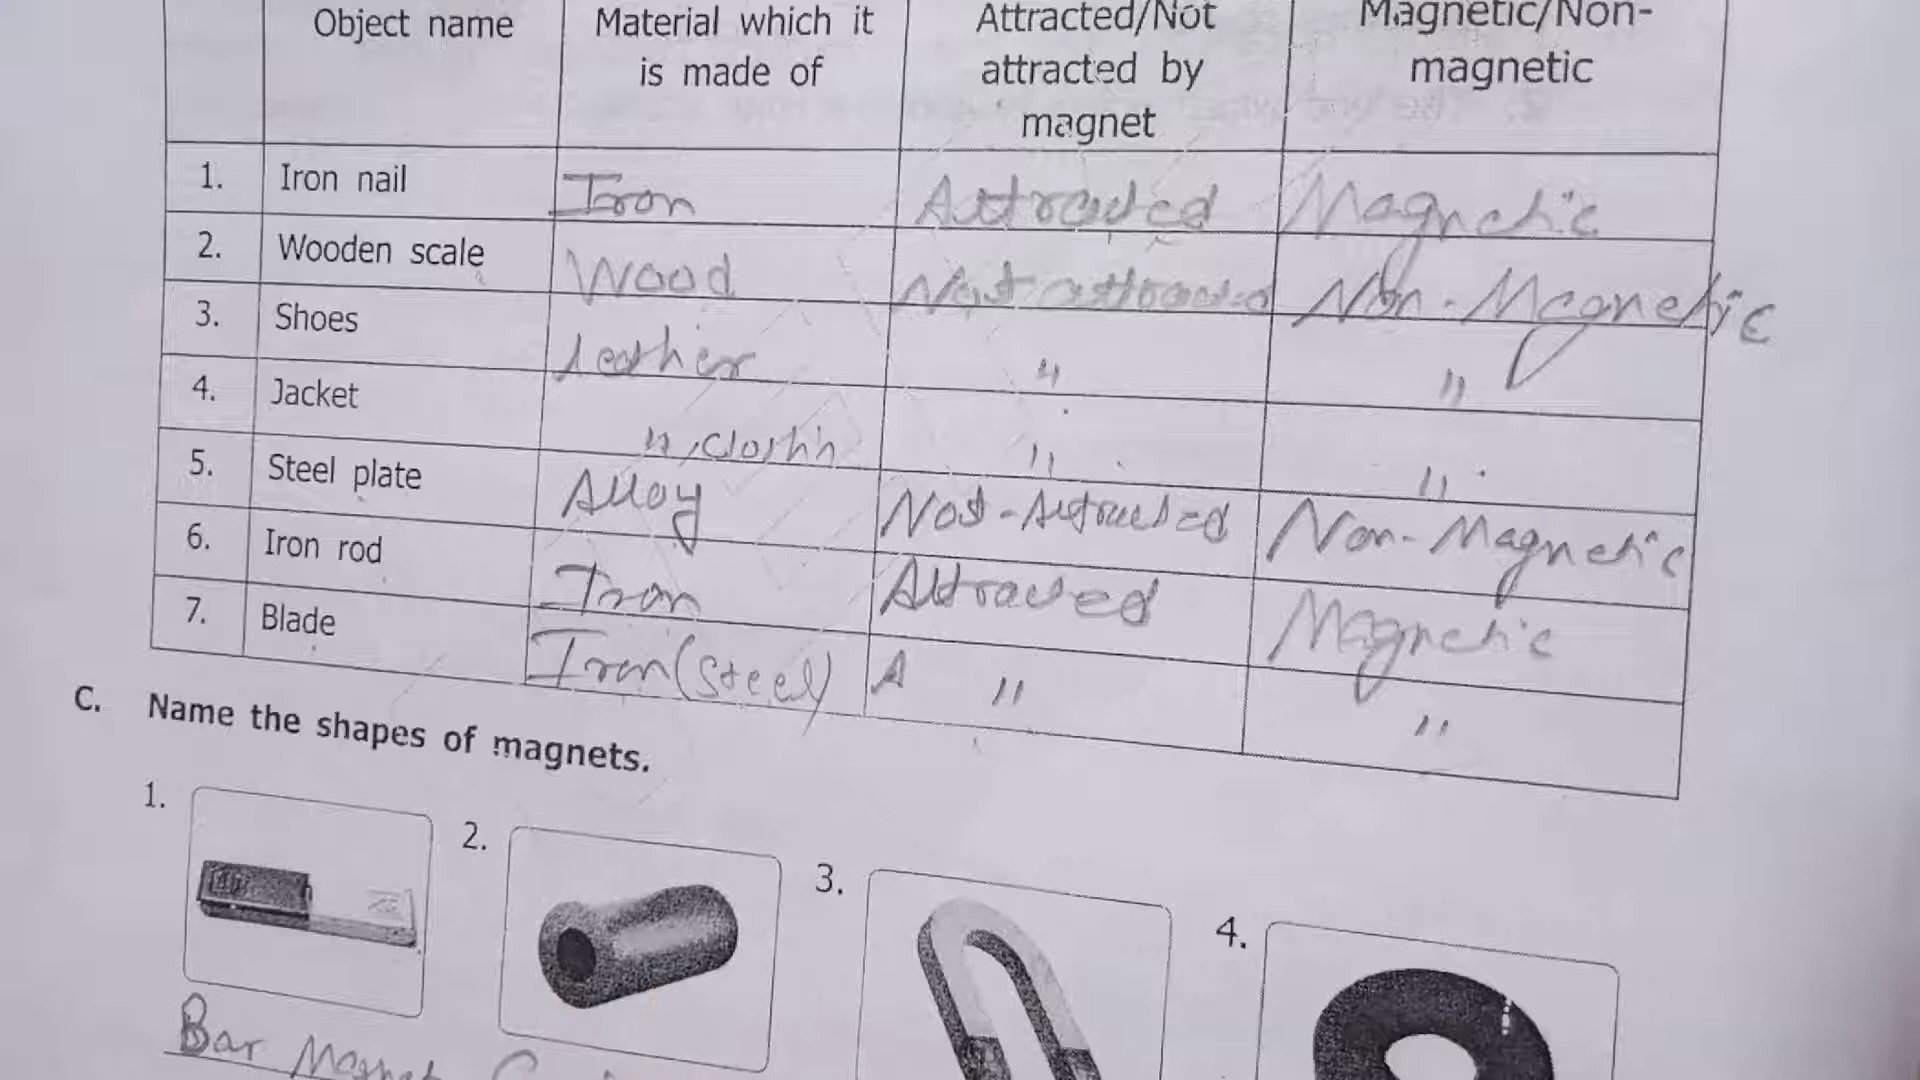 Object name Material which it is made of Attracted/Not attracted by magnet Magnetic/Non-magnetic
1. Iron nail Iron Attracted Magnetic
2. Wooden scale Wood Not attracted Non-Magnetic
3. Shoes leather " "
4. Jacket " " "
5. Steel plate Alloy Not-Attracted Non-Magnetic
6. Iron rod Iron Attracted Magnetic
7. Blade Iron(Steel) A " "
C. Name the shapes of magnets.
1. 2. 3. 4.
Bar Magnet